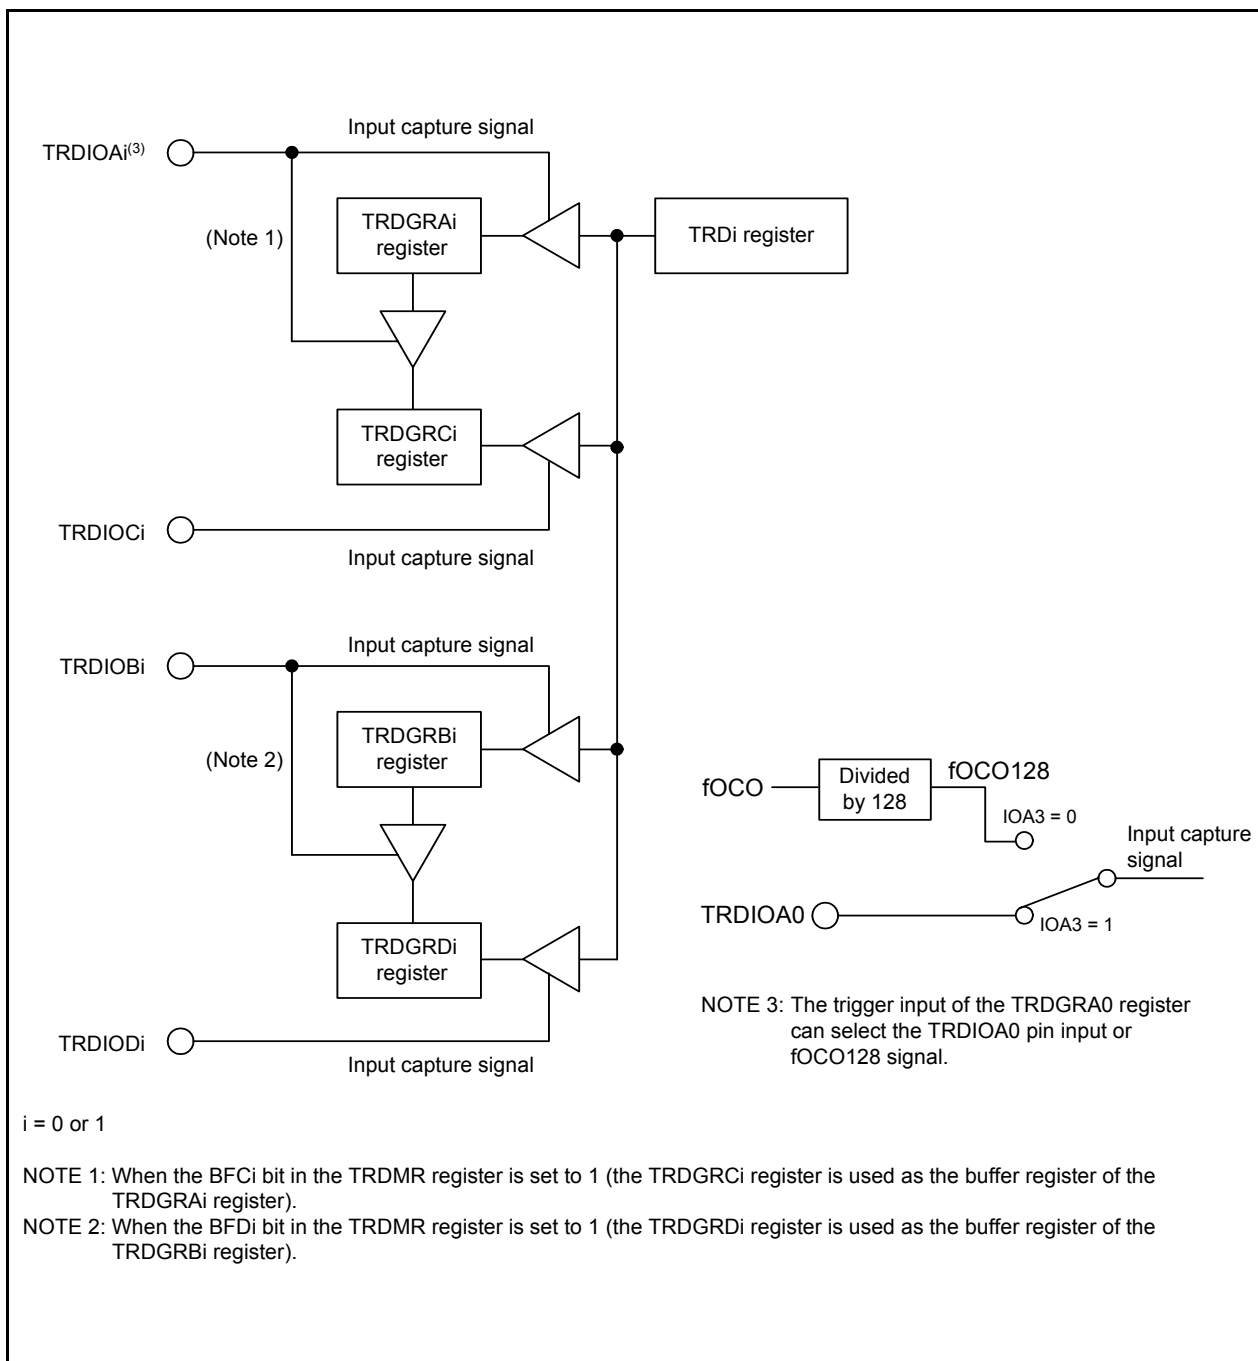 Input capture signal
TRDIOAi(3)
TRDGRAi
register
TRDi register
(Note 1)
TRDGRCi
register
TRDIOCi
Input capture signal
Input capture signal
TRDIOBi
TRDGRBi
register
(Note 2)
TRDGRDi
register
TRDIODi
Input capture signal
fOCO
Divided
by 128
fOCO128
IOA3 = 0
Input capture
signal
TRDIOA0
IOA3 = 1
NOTE 3: The trigger input of the TRDGRA0 register
can select the TRDIOA0 pin input or
fOCO128 signal.
i = 0 or 1
NOTE 1: When the BFCi bit in the TRDMR register is set to 1 (the TRDGRCi register is used as the buffer register of the
TRDGRAi register).
NOTE 2: When the BFDi bit in the TRDMR register is set to 1 (the TRDGRDi register is used as the buffer register of the
TRDGRBi register).